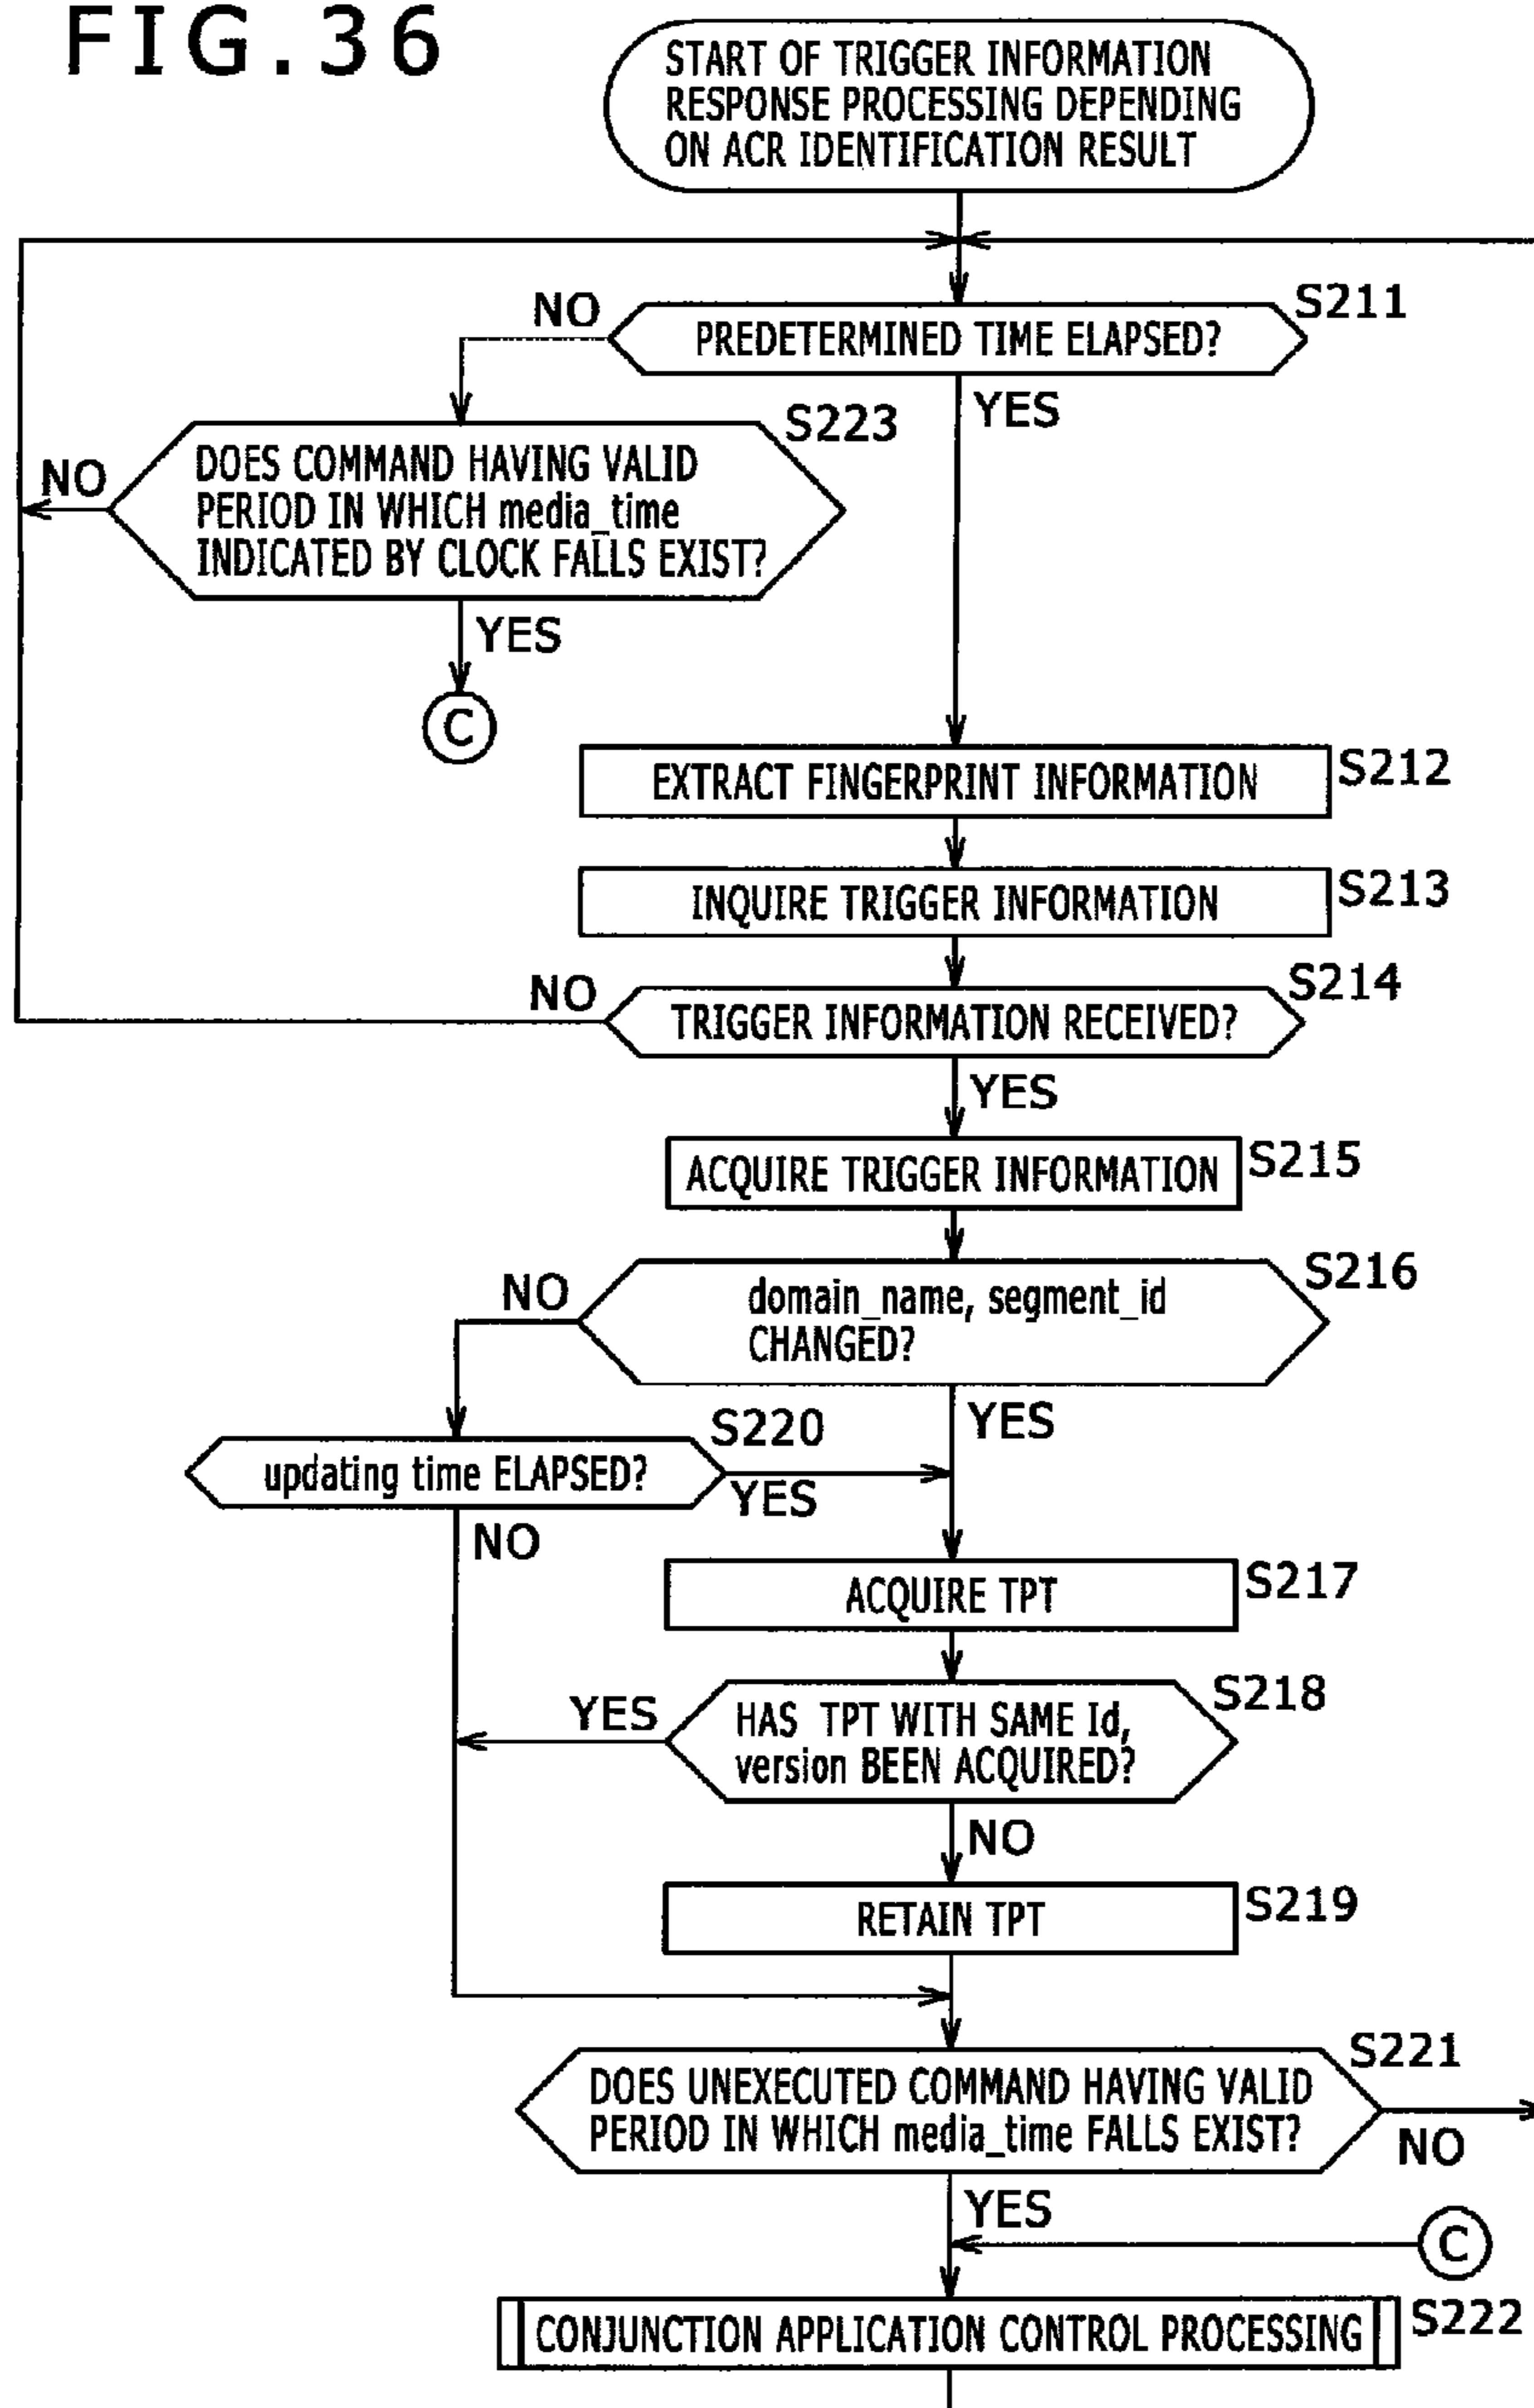 FIG.36
START OF TRIGGER INFORMATION
RESPONSE PROCESSING DEPENDING
ON ACR IDENTIFICATION RESULT
NO
S211
PREDETERMINED TIME ELAPSED?
YES
S223
NO
DOES COMMAND HAVING VALID
PERIOD IN WHICH media_time
INDICATED BY CLOCK FALLS EXIST?
YES
C
EXTRACT FINGERPRINT INFORMATION
S212
INQUIRE TRIGGER INFORMATION
S213
NO
S214
TRIGGER INFORMATION RECEIVED?
YES
ACQUIRE TRIGGER INFORMATION
S215
NO
S216
domain_name, segment_id
CHANGED?
YES
S220
updating time ELAPSED?
YES
NO
ACQUIRE TPT
S217
YES
S218
HAS TPT WITH SAME Id,
version BEEN ACQUIRED?
NO
RETAIN TPT
S219
S221
DOES UNEXECUTED COMMAND HAVING VALID
PERIOD IN WHICH media_time FALLS EXIST?
NO
YES
C
CONJUNCTION APPLICATION CONTROL PROCESSING
S222